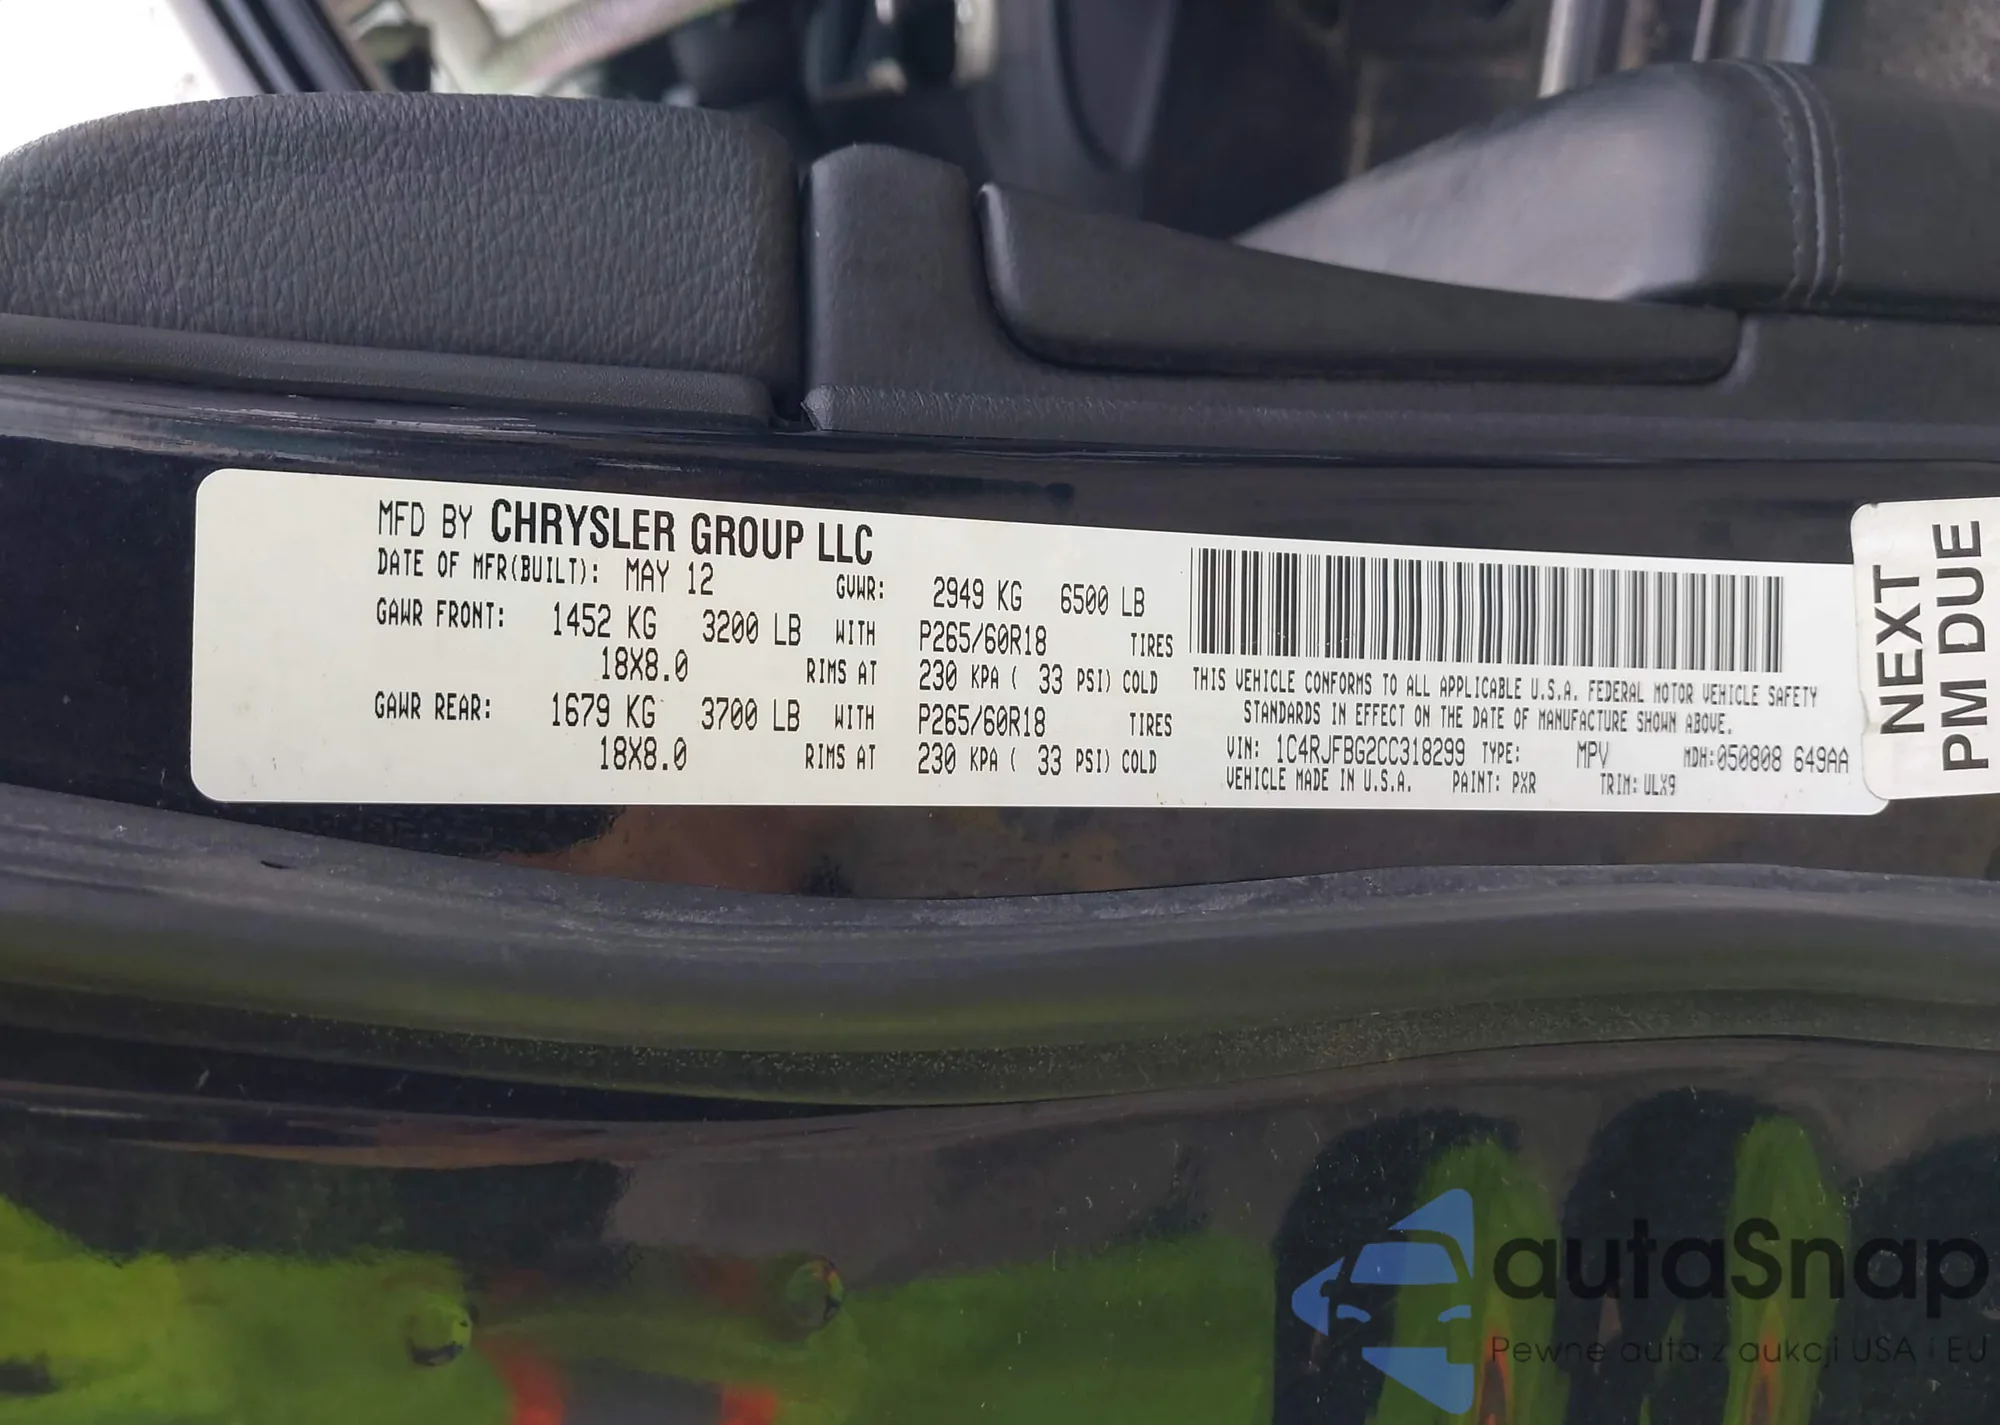 MFD BY CHRYSLER GROUP LLC
DATE OF MFR(BUILT): MAY 12 GVWR: 2949 KG 6500 LB
GAWR FRONT: 1452 KG 3200 LB WITH P265/60R18 TIRES
18X8.0 RIMS AT 230 KPA ( 33 PSI) COLD
GAWR REAR: 1679 KG 3700 LB WITH P265/60R18 TIRES
18X8.0 RIMS AT 230 KPA ( 33 PSI) COLD
THIS VEHICLE CONFORMS TO ALL APPLICABLE U.S.A. FEDERAL MOTOR VEHICLE SAFETY
STANDARDS IN EFFECT ON THE DATE OF MANUFACTURE SHOWN ABOVE.
VIN: 1C4RJFBG2CC318299 TYPE: MPV MDH:050808 649AA
VEHICLE MADE IN U.S.A. PAINT: PXR TRIM: ULX9
NEXT
PM DUE
autaSnap
Pewne auta z aukcji USA i EU